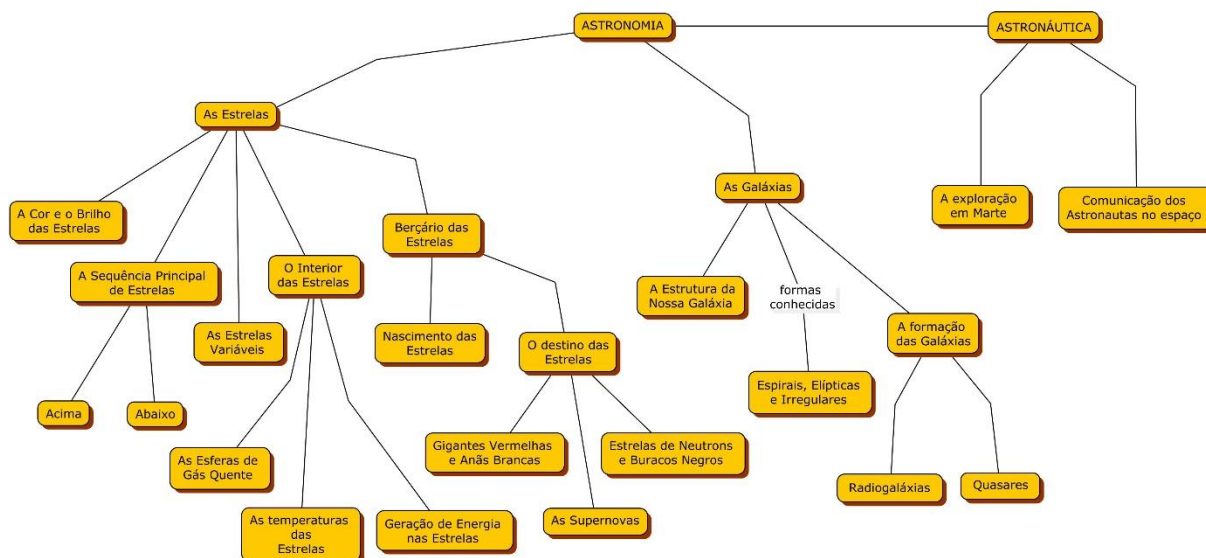 ASTRONOMIA
ASTRONÁUTICA
As Estrelas
As Galáxias
A exploração
em Marte
Comunicação dos
Astronautas no espaço
A Cor e o Brilho
das Estrelas
Berçário das
Estrelas
A Sequência Principal
de Estrelas
O Interior
das Estrelas
A Estrutura da
Nossa Galáxia
formas
conhecidas
As Estrelas
Variáveis
Nascimento das
Estrelas
O destino das
Estrelas
A formação
das Galáxias
Espirais, Elípticas
e Irregulares
Acima
Abaixo
Gigantes Vermelhas
e Anãs Brancas
Estrelas de Neutrons
e Buracos Negros
As Esferas de
Gás Quente
Radiogaláxias
Quasares
As temperaturas
das
Estrelas
Geração de Energia
nas Estrelas
As Supernovas